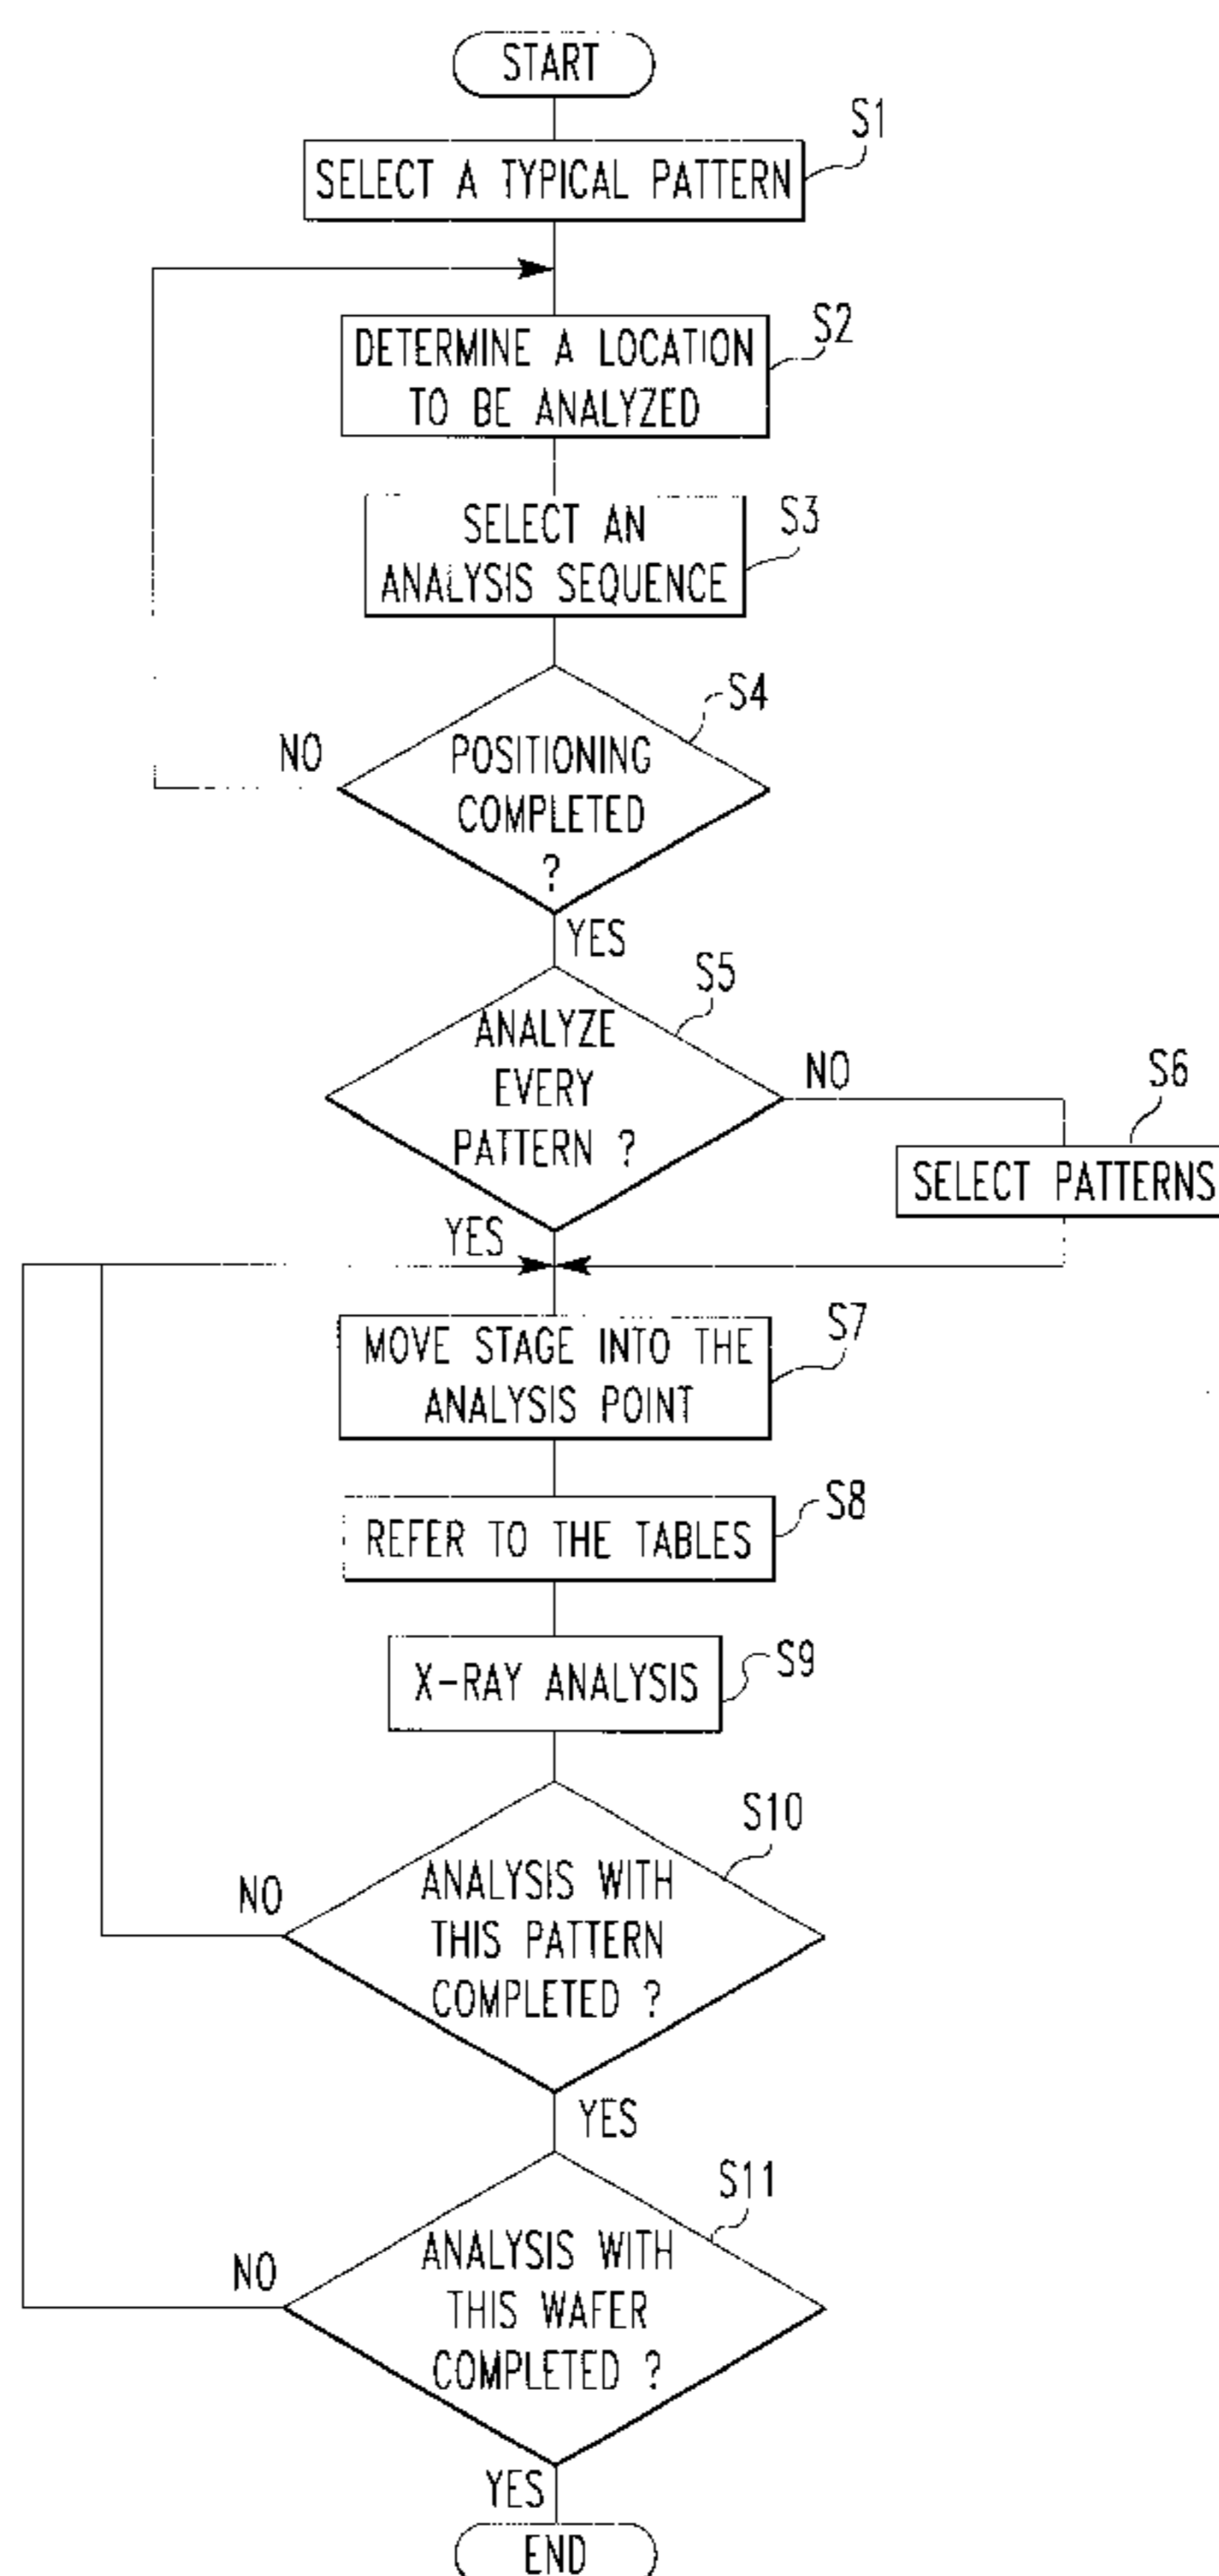 START
S1
SELECT A TYPICAL PATTERN
S2
DETERMINE A LOCATION
TO BE ANALYZED
S3
SELECT AN
ANALYSIS SEQUENCE
S4
NO
POSITIONING
COMPLETED
?
YES
S5
ANALYZE
EVERY
PATTERN ?
NO
S6
SELECT PATTERNS
YES
S7
MOVE STAGE INTO THE
ANALYSIS POINT
S8
REFER TO THE TABLES
S9
X-RAY ANALYSIS
S10
NO
ANALYSIS WITH
THIS PATTERN
COMPLETED ?
YES
S11
NO
ANALYSIS WITH
THIS WAFER
COMPLETED ?
YES
END